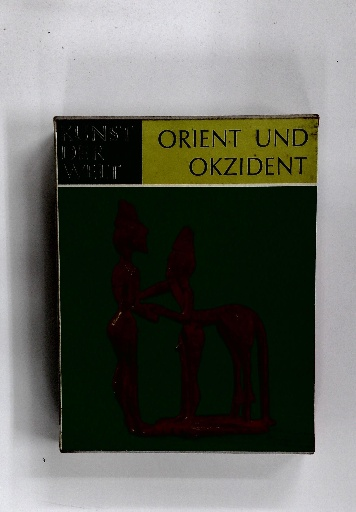 KUNST
DER
WELT
ORIENT UND
OKZIDENT